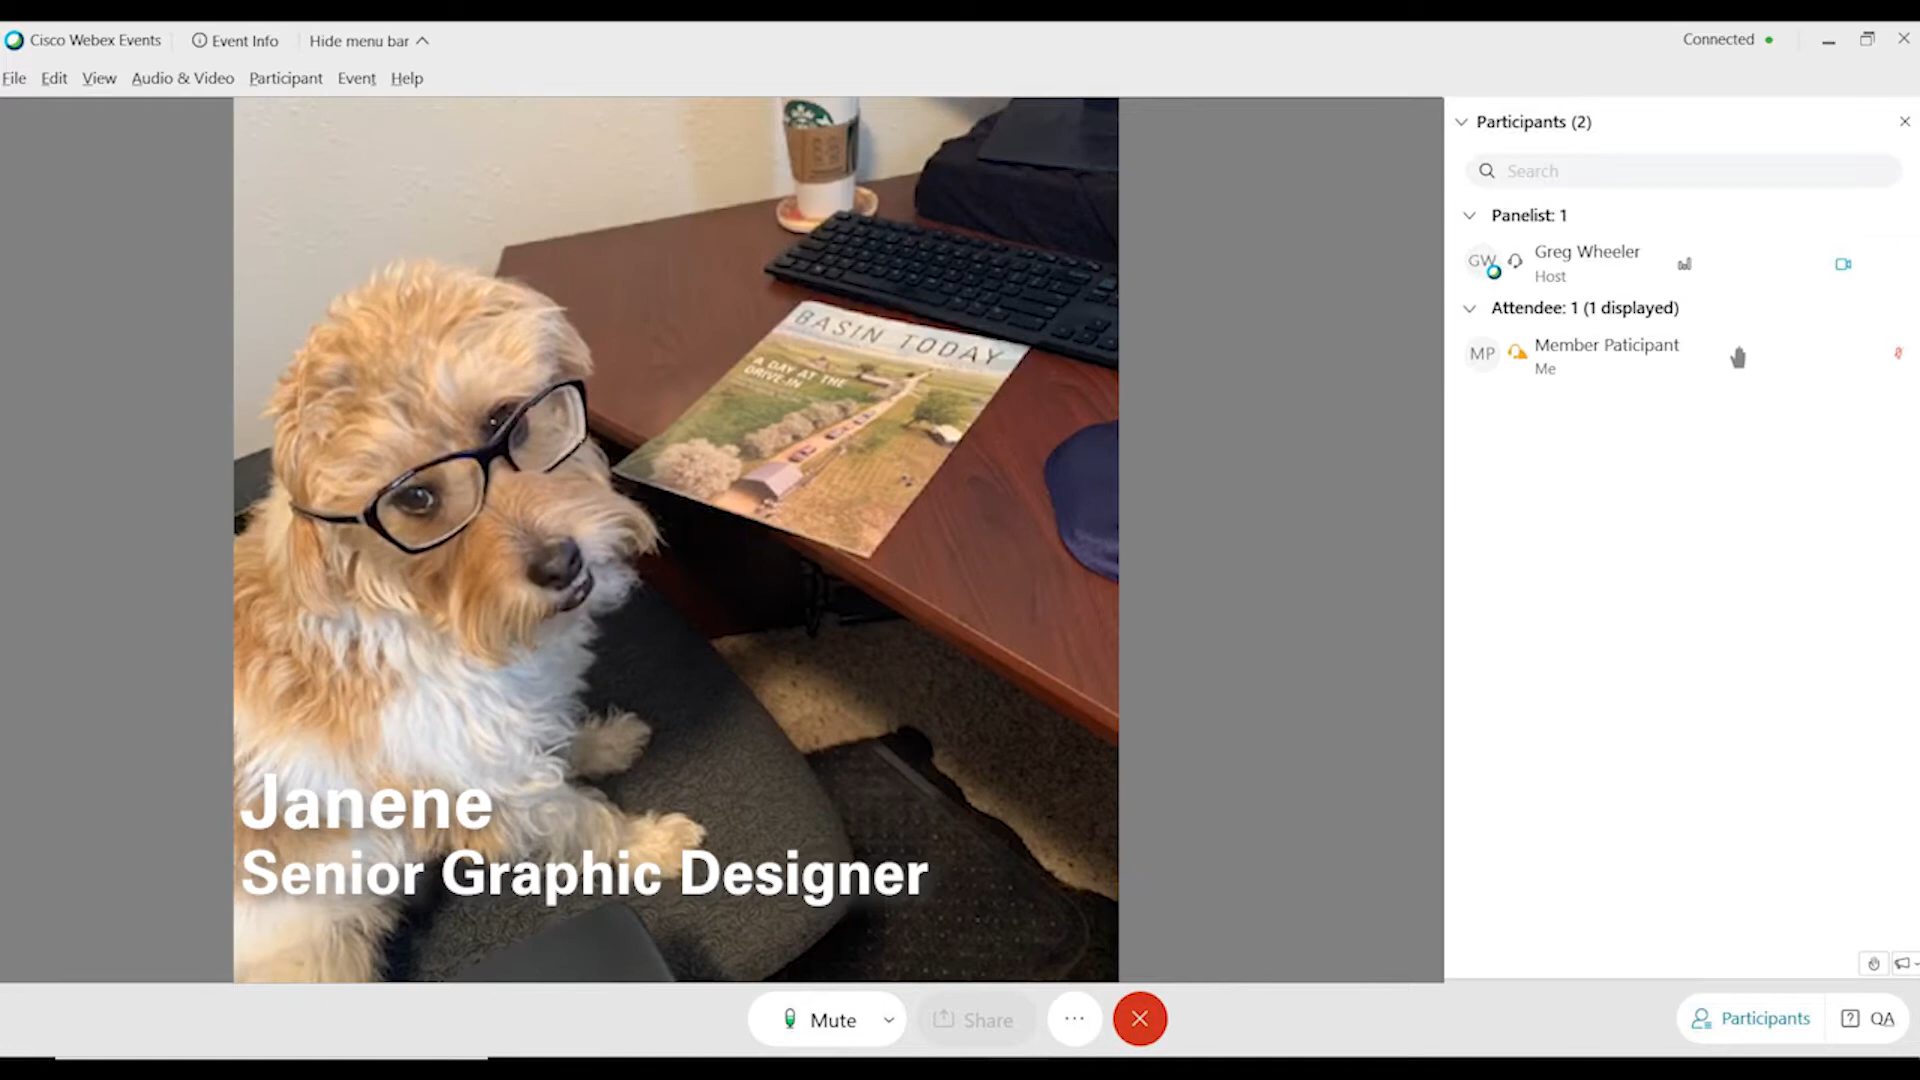 Cisco Webex Events
Event Info
Hide menu bar
Connected
File Edit View Audio & Video Participant Event Help
BASIN TODAY
A DAY AT THE
DRIVE-IN
Janene
Senior Graphic Designer
Participants (2)
Search
Panelist: 1
GW
Greg Wheeler
Host
Attendee: 1 (1 displayed)
MP
Member Paticipant
Me
Mute
Share
Participants
QA